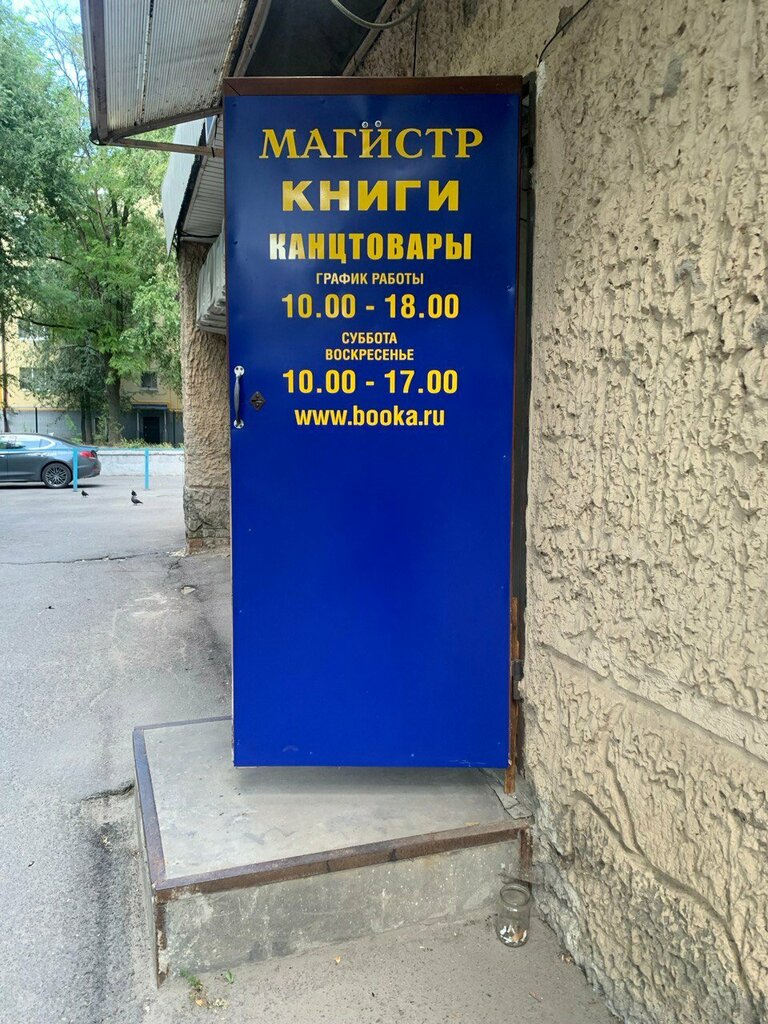 МАГИСТР
КНИГИ
КАНЦТОВАРЫ
ГРАФИК РАБОТЫ
10.00 - 18.00
СУББОТА
ВОСКРЕСЕНЬЕ
10.00 - 17.00
www.booka.ru